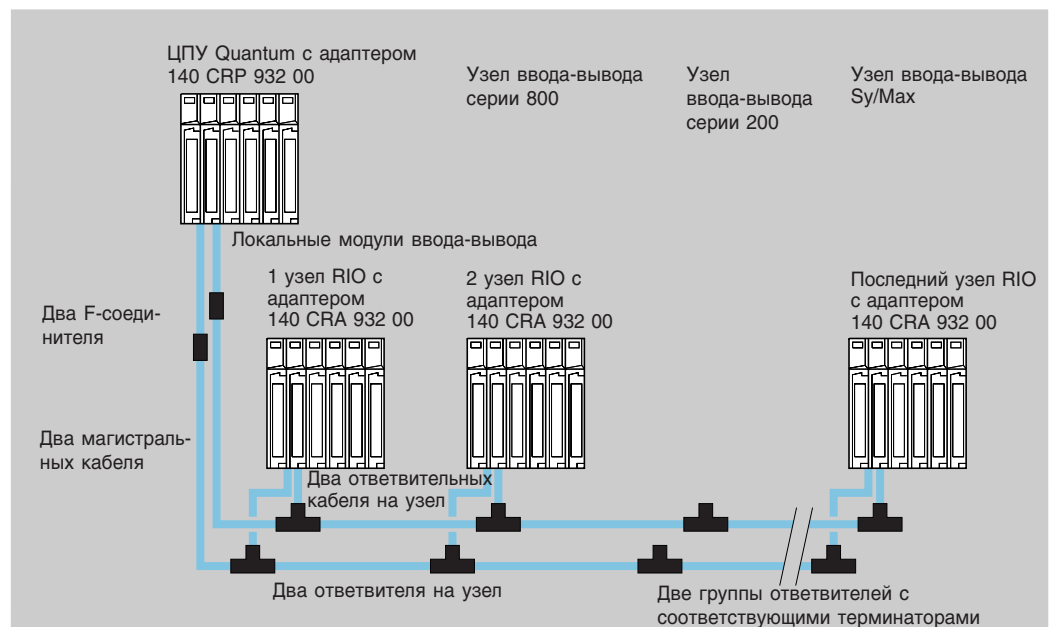 ЦПУ Quantum с адаптером
140 CRP 932 00
Узел ввода-вывода
серии 800
Узел
ввода-вывода
серии 200
Узел ввода-вывода
Sy/Max
Локальные модули ввода-вывода
1 узел RIO с
адаптером
140 CRA 932 00
2 узел RIO с
адаптером
140 CRA 932 00
Последний узел RIO
с адаптером
140 CRA 932 00
Два F-соеди-
нителя
Два магистраль-
ных кабеля
Два ответвительных
кабеля на узел
Два ответвителя на узел
Две группы ответвителей с
соответствующими терминаторами